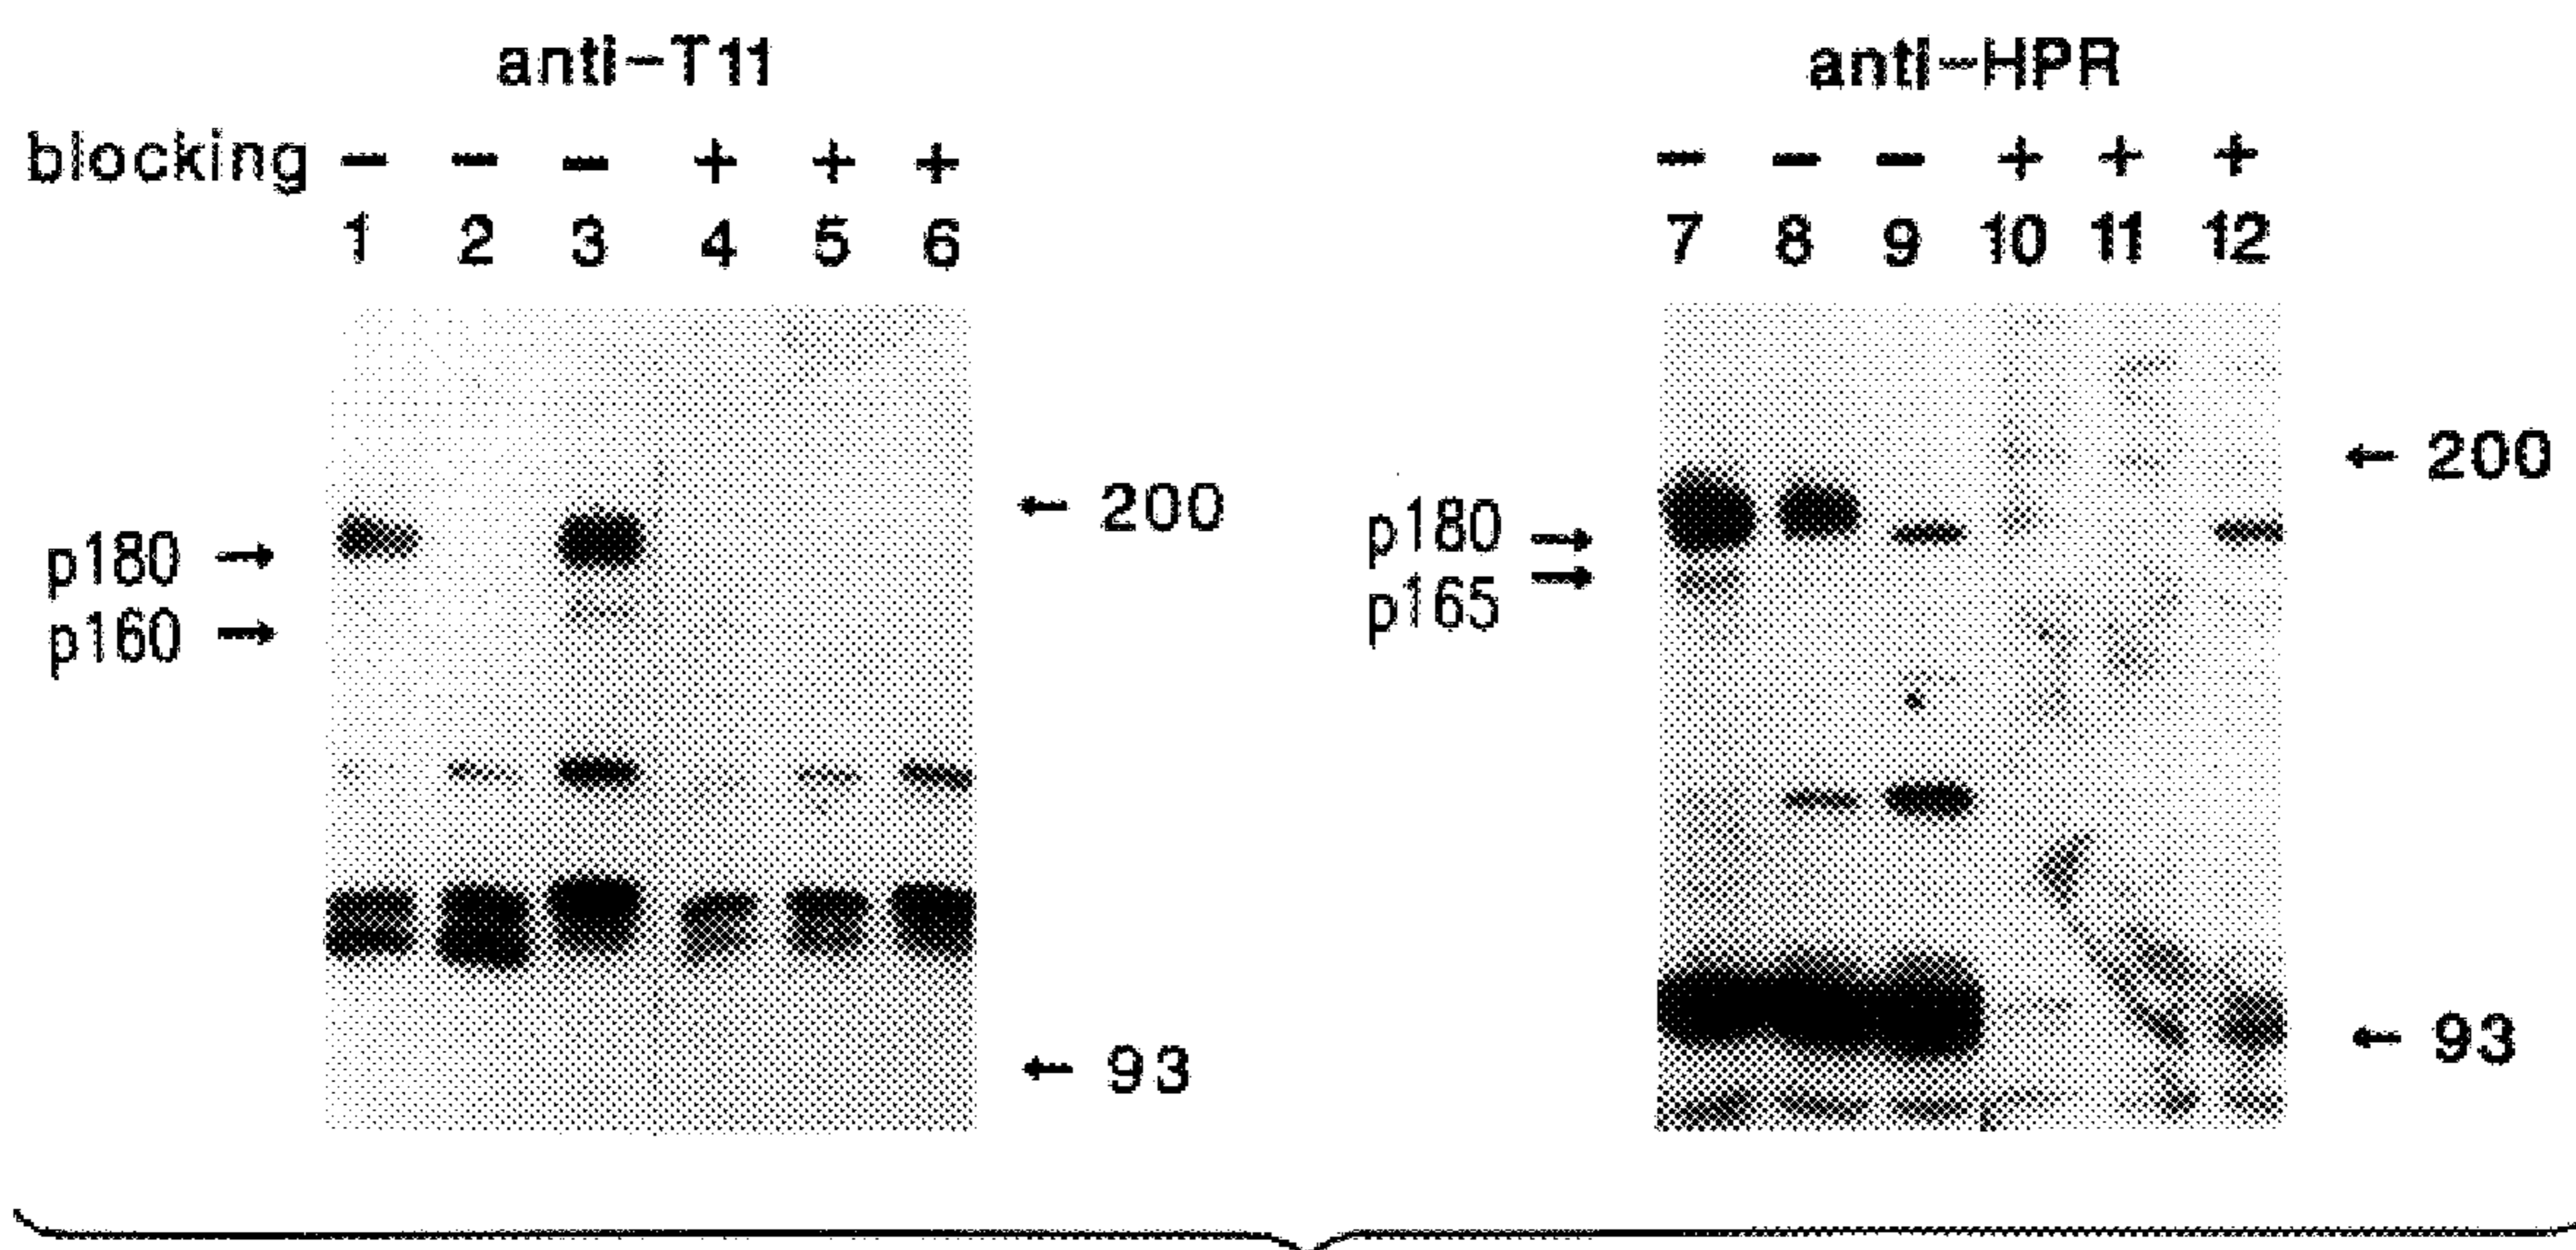 anti-T11
blocking - - - + + +
1 2 3 4 5 6
p180 →
p160 →
← 200
← 93
anti-HPR
- - - + + +
7 8 9 10 11 12
p180 →
p165 →
← 200
← 93